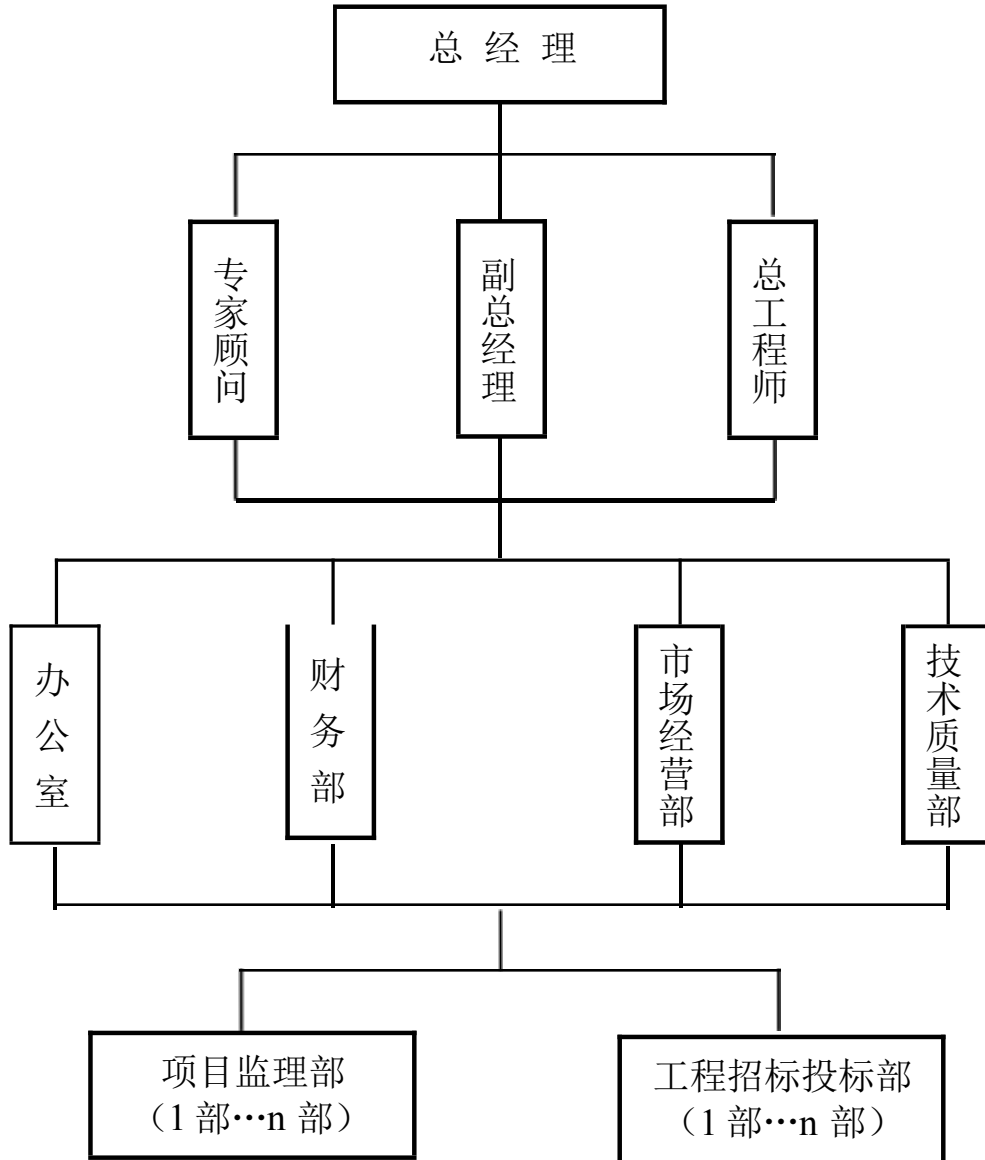 总 经 理
专家顾问
副总经理
总工程师
办公室
财务部
市场经营部
技术质量部
项目监理部
（1 部…n 部）
工程招标投标部
（1 部…n 部）